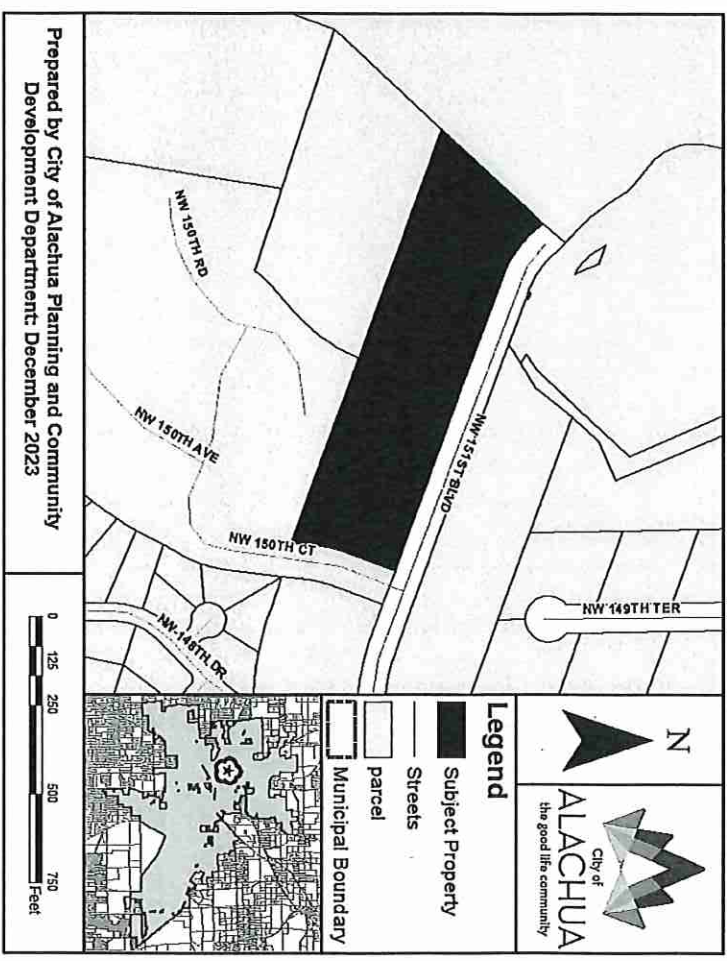 N
City of
ALACHUA
the good life community
Legend
Subject Property
Streets
parcel
Municipal Boundary
NW 151ST BLVD
NW 149TH TER
NW 150TH RD
NW 150TH AVE
NW 150TH CT
NW 148TH DR
Prepared by City of Alachua Planning and Community
Development Department: December 2023
0 125 250 500 750
Feet